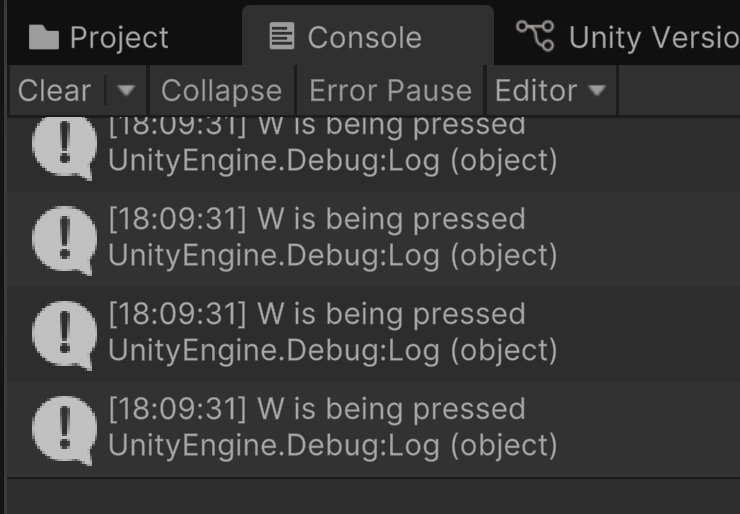 Project
Console
Unity Versio
Clear
Collapse
Error Pause
Editor
[18:09:31] W is being pressed
UnityEngine.Debug:Log (object)
[18:09:31] W is being pressed
UnityEngine.Debug:Log (object)
[18:09:31] W is being pressed
UnityEngine.Debug:Log (object)
[18:09:31] W is being pressed
UnityEngine.Debug:Log (object)